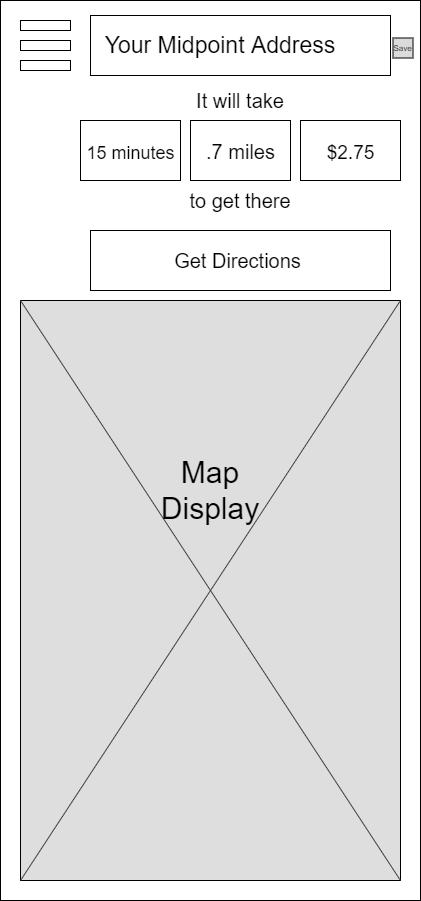 Your Midpoint Address
Save
It will take
15 minutes
.7 miles
$2.75
to get there
Get Directions
Map
Display